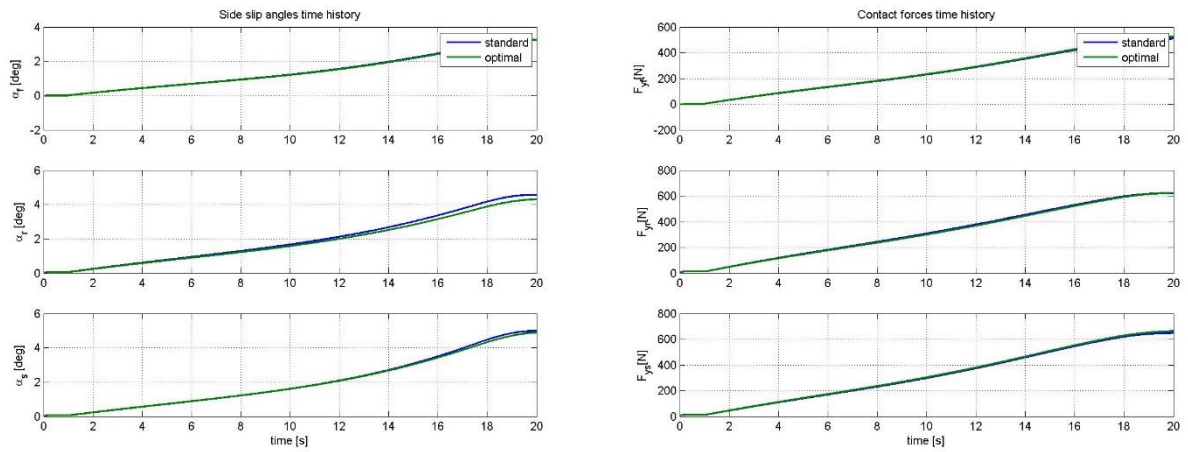 Side slip angles time history
4
2
0
-2
α_f [deg]
standard
optimal
0 2 4 6 8 10 12 14 16 18 20
6
4
2
0
α_r [deg]
0 2 4 6 8 10 12 14 16 18 20
6
4
2
0
α_s [deg]
0 2 4 6 8 10 12 14 16 18 20
time [s]
Contact forces time history
600
400
200
0
-200
F_yf[N]
standard
optimal
0 2 4 6 8 10 12 14 16 18 20
800
600
400
200
0
F_yr[N]
0 2 4 6 8 10 12 14 16 18 20
800
600
400
200
0
F_ys[N]
0 2 4 6 8 10 12 14 16 18 20
time [s]